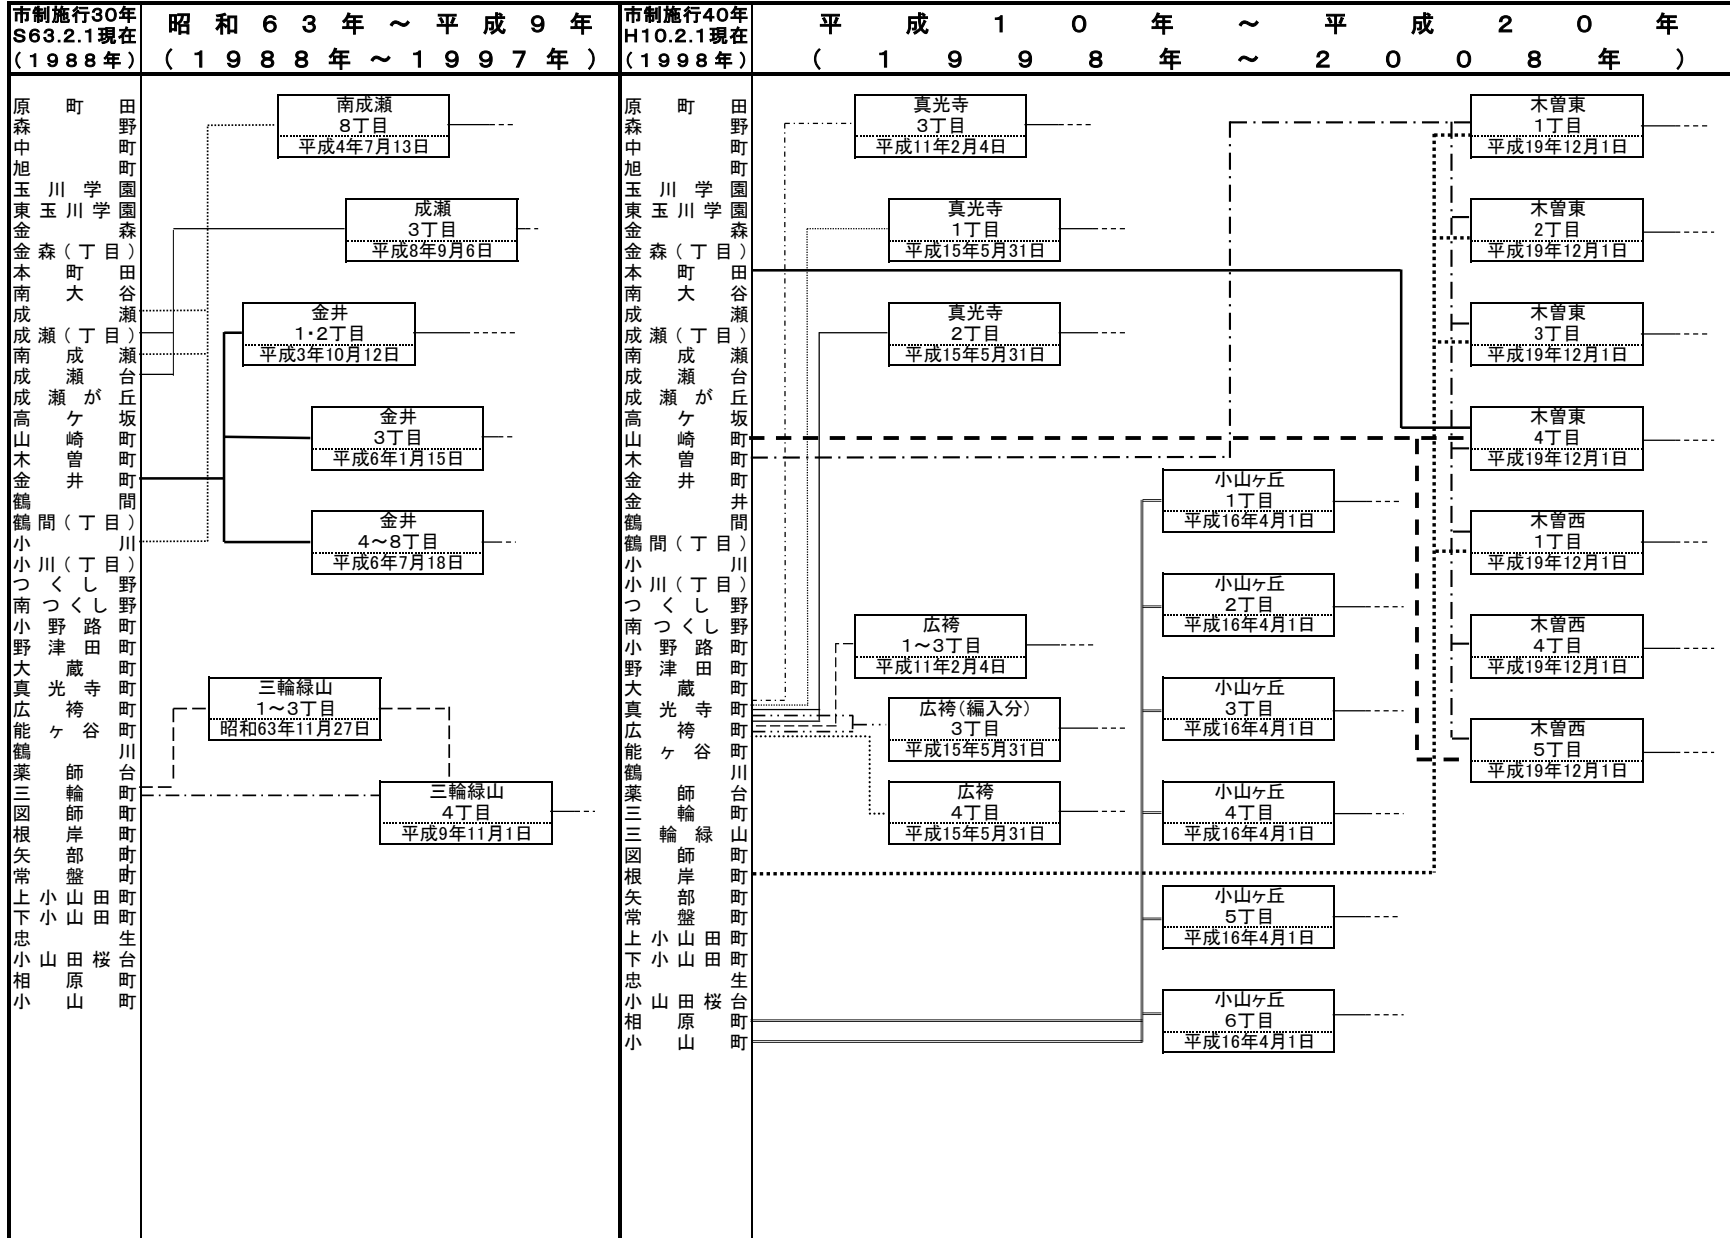 市制施行30年
S63.2.1現在
(1988年)
昭和63年～平成9年
(1988年～1997年)
市制施行40年
H10.2.1現在
(1998年)
平成10年～平成20年
(1998年～2008年)
原町田
森野
中町
旭町
玉川学園
東玉川学園
金森
金森(丁目)
本町田
南大谷
成瀬
成瀬(丁目)
南成瀬
成瀬台
成瀬が丘
高ケ坂
山崎町
木曽町
金井町
鶴間
鶴間(丁目)
小川
小川(丁目)
つくし野
南つくし野
小野路町
野津田町
大蔵町
真光寺町
広袴町
能ヶ谷町
鶴川
薬師台
三輪町
図師町
根岸町
矢部町
常盤町
上小山田町
下小山田町
忠生
小山田桜台
相原町
小山町
南成瀬
8丁目
平成4年7月13日
成瀬
3丁目
平成8年9月6日
金井
1・2丁目
平成3年10月12日
金井
3丁目
平成6年1月15日
金井
4～8丁目
平成6年7月18日
三輪緑山
1～3丁目
昭和63年11月27日
三輪緑山
4丁目
平成9年11月1日
原町田
森野
中町
旭町
玉川学園
東玉川学園
金森
金森(丁目)
本町田
南大谷
成瀬
成瀬(丁目)
南成瀬
成瀬台
成瀬が丘
高ケ坂
山崎町
木曽町
金井町
金井
鶴間
鶴間(丁目)
小川
小川(丁目)
つくし野
南つくし野
小野路町
野津田町
大蔵町
真光寺町
広袴町
能ヶ谷町
鶴川
薬師台
三輪町
三輪緑山
図師町
根岸町
矢部町
常盤町
上小山田町
下小山田町
忠生
小山田桜台
相原町
小山町
真光寺
3丁目
平成11年2月4日
真光寺
1丁目
平成15年5月31日
真光寺
2丁目
平成15年5月31日
広袴
1～3丁目
平成11年2月4日
広袴(編入分)
3丁目
平成15年5月31日
広袴
4丁目
平成15年5月31日
小山ヶ丘
1丁目
平成16年4月1日
小山ヶ丘
2丁目
平成16年4月1日
小山ヶ丘
3丁目
平成16年4月1日
小山ヶ丘
4丁目
平成16年4月1日
小山ヶ丘
5丁目
平成16年4月1日
小山ヶ丘
6丁目
平成16年4月1日
木曽東
1丁目
平成19年12月1日
木曽東
2丁目
平成19年12月1日
木曽東
3丁目
平成19年12月1日
木曽東
4丁目
平成19年12月1日
木曽西
1丁目
平成19年12月1日
木曽西
4丁目
平成19年12月1日
木曽西
5丁目
平成19年12月1日